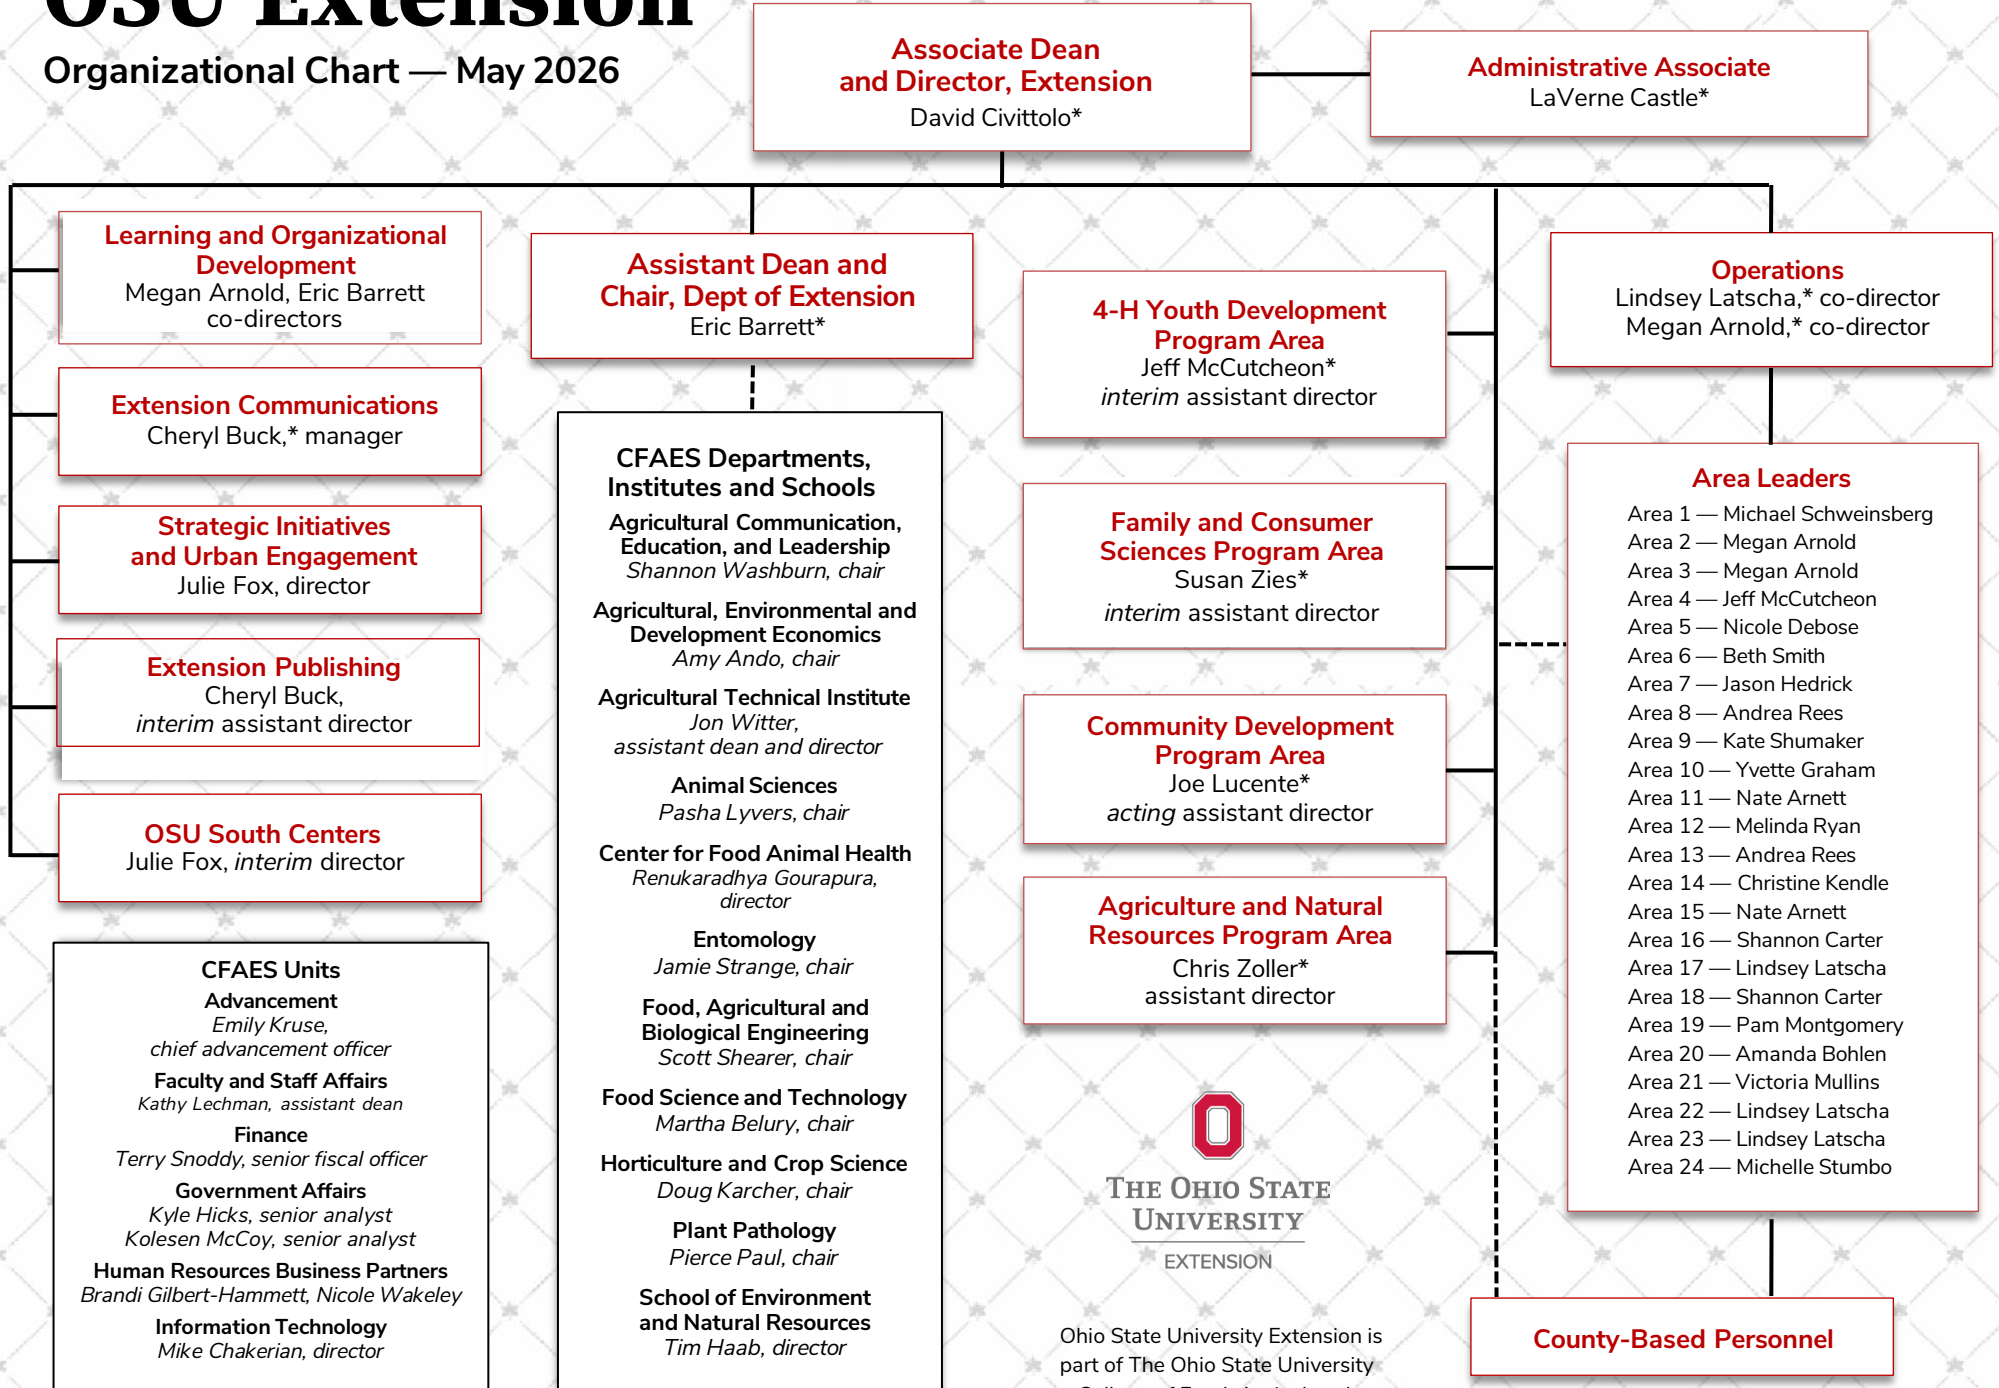 OSU Extension
Organizational Chart — May 2026
Associate Dean
and Director, Extension
David Civittolo*
Administrative Associate
LaVerne Castle*
Learning and Organizational
Development
Megan Arnold, Eric Barrett
co-directors
Extension Communications
Cheryl Buck,* manager
Strategic Initiatives
and Urban Engagement
Julie Fox, director
Extension Publishing
Cheryl Buck,
interim assistant director
OSU South Centers
Julie Fox, interim director
CFAES Units
Advancement
Emily Kruse,
chief advancement officer
Faculty and Staff Affairs
Kathy Lechman, assistant dean
Finance
Terry Snoddy, senior fiscal officer
Government Affairs
Kyle Hicks, senior analyst
Kolesen McCoy, senior analyst
Human Resources Business Partners
Brandi Gilbert-Hammett, Nicole Wakeley
Information Technology
Mike Chakerian, director
Assistant Dean and
Chair, Dept of Extension
Eric Barrett*
CFAES Departments,
Institutes and Schools
Agricultural Communication,
Education, and Leadership
Shannon Washburn, chair
Agricultural, Environmental and
Development Economics
Amy Ando, chair
Agricultural Technical Institute
Jon Witter,
assistant dean and director
Animal Sciences
Pasha Lyvers, chair
Center for Food Animal Health
Renukaradhya Gourapura,
director
Entomology
Jamie Strange, chair
Food, Agricultural and
Biological Engineering
Scott Shearer, chair
Food Science and Technology
Martha Belury, chair
Horticulture and Crop Science
Doug Karcher, chair
Plant Pathology
Pierce Paul, chair
School of Environment
and Natural Resources
Tim Haab, director
4-H Youth Development
Program Area
Jeff McCutcheon*
interim assistant director
Family and Consumer
Sciences Program Area
Susan Zies*
interim assistant director
Community Development
Program Area
Joe Lucente*
acting assistant director
Agriculture and Natural
Resources Program Area
Chris Zoller*
assistant director
THE OHIO STATE
UNIVERSITY
EXTENSION
Ohio State University Extension is
part of The Ohio State University
Operations
Lindsey Latscha,* co-director
Megan Arnold,* co-director
Area Leaders
Area 1 — Michael Schweinsberg
Area 2 — Megan Arnold
Area 3 — Megan Arnold
Area 4 — Jeff McCutcheon
Area 5 — Nicole Debose
Area 6 — Beth Smith
Area 7 — Jason Hedrick
Area 8 — Andrea Rees
Area 9 — Kate Shumaker
Area 10 — Yvette Graham
Area 11 — Nate Arnett
Area 12 — Melinda Ryan
Area 13 — Andrea Rees
Area 14 — Christine Kendle
Area 15 — Nate Arnett
Area 16 — Shannon Carter
Area 17 — Lindsey Latscha
Area 18 — Shannon Carter
Area 19 — Pam Montgomery
Area 20 — Amanda Bohlen
Area 21 — Victoria Mullins
Area 22 — Lindsey Latscha
Area 23 — Lindsey Latscha
Area 24 — Michelle Stumbo
County-Based Personnel